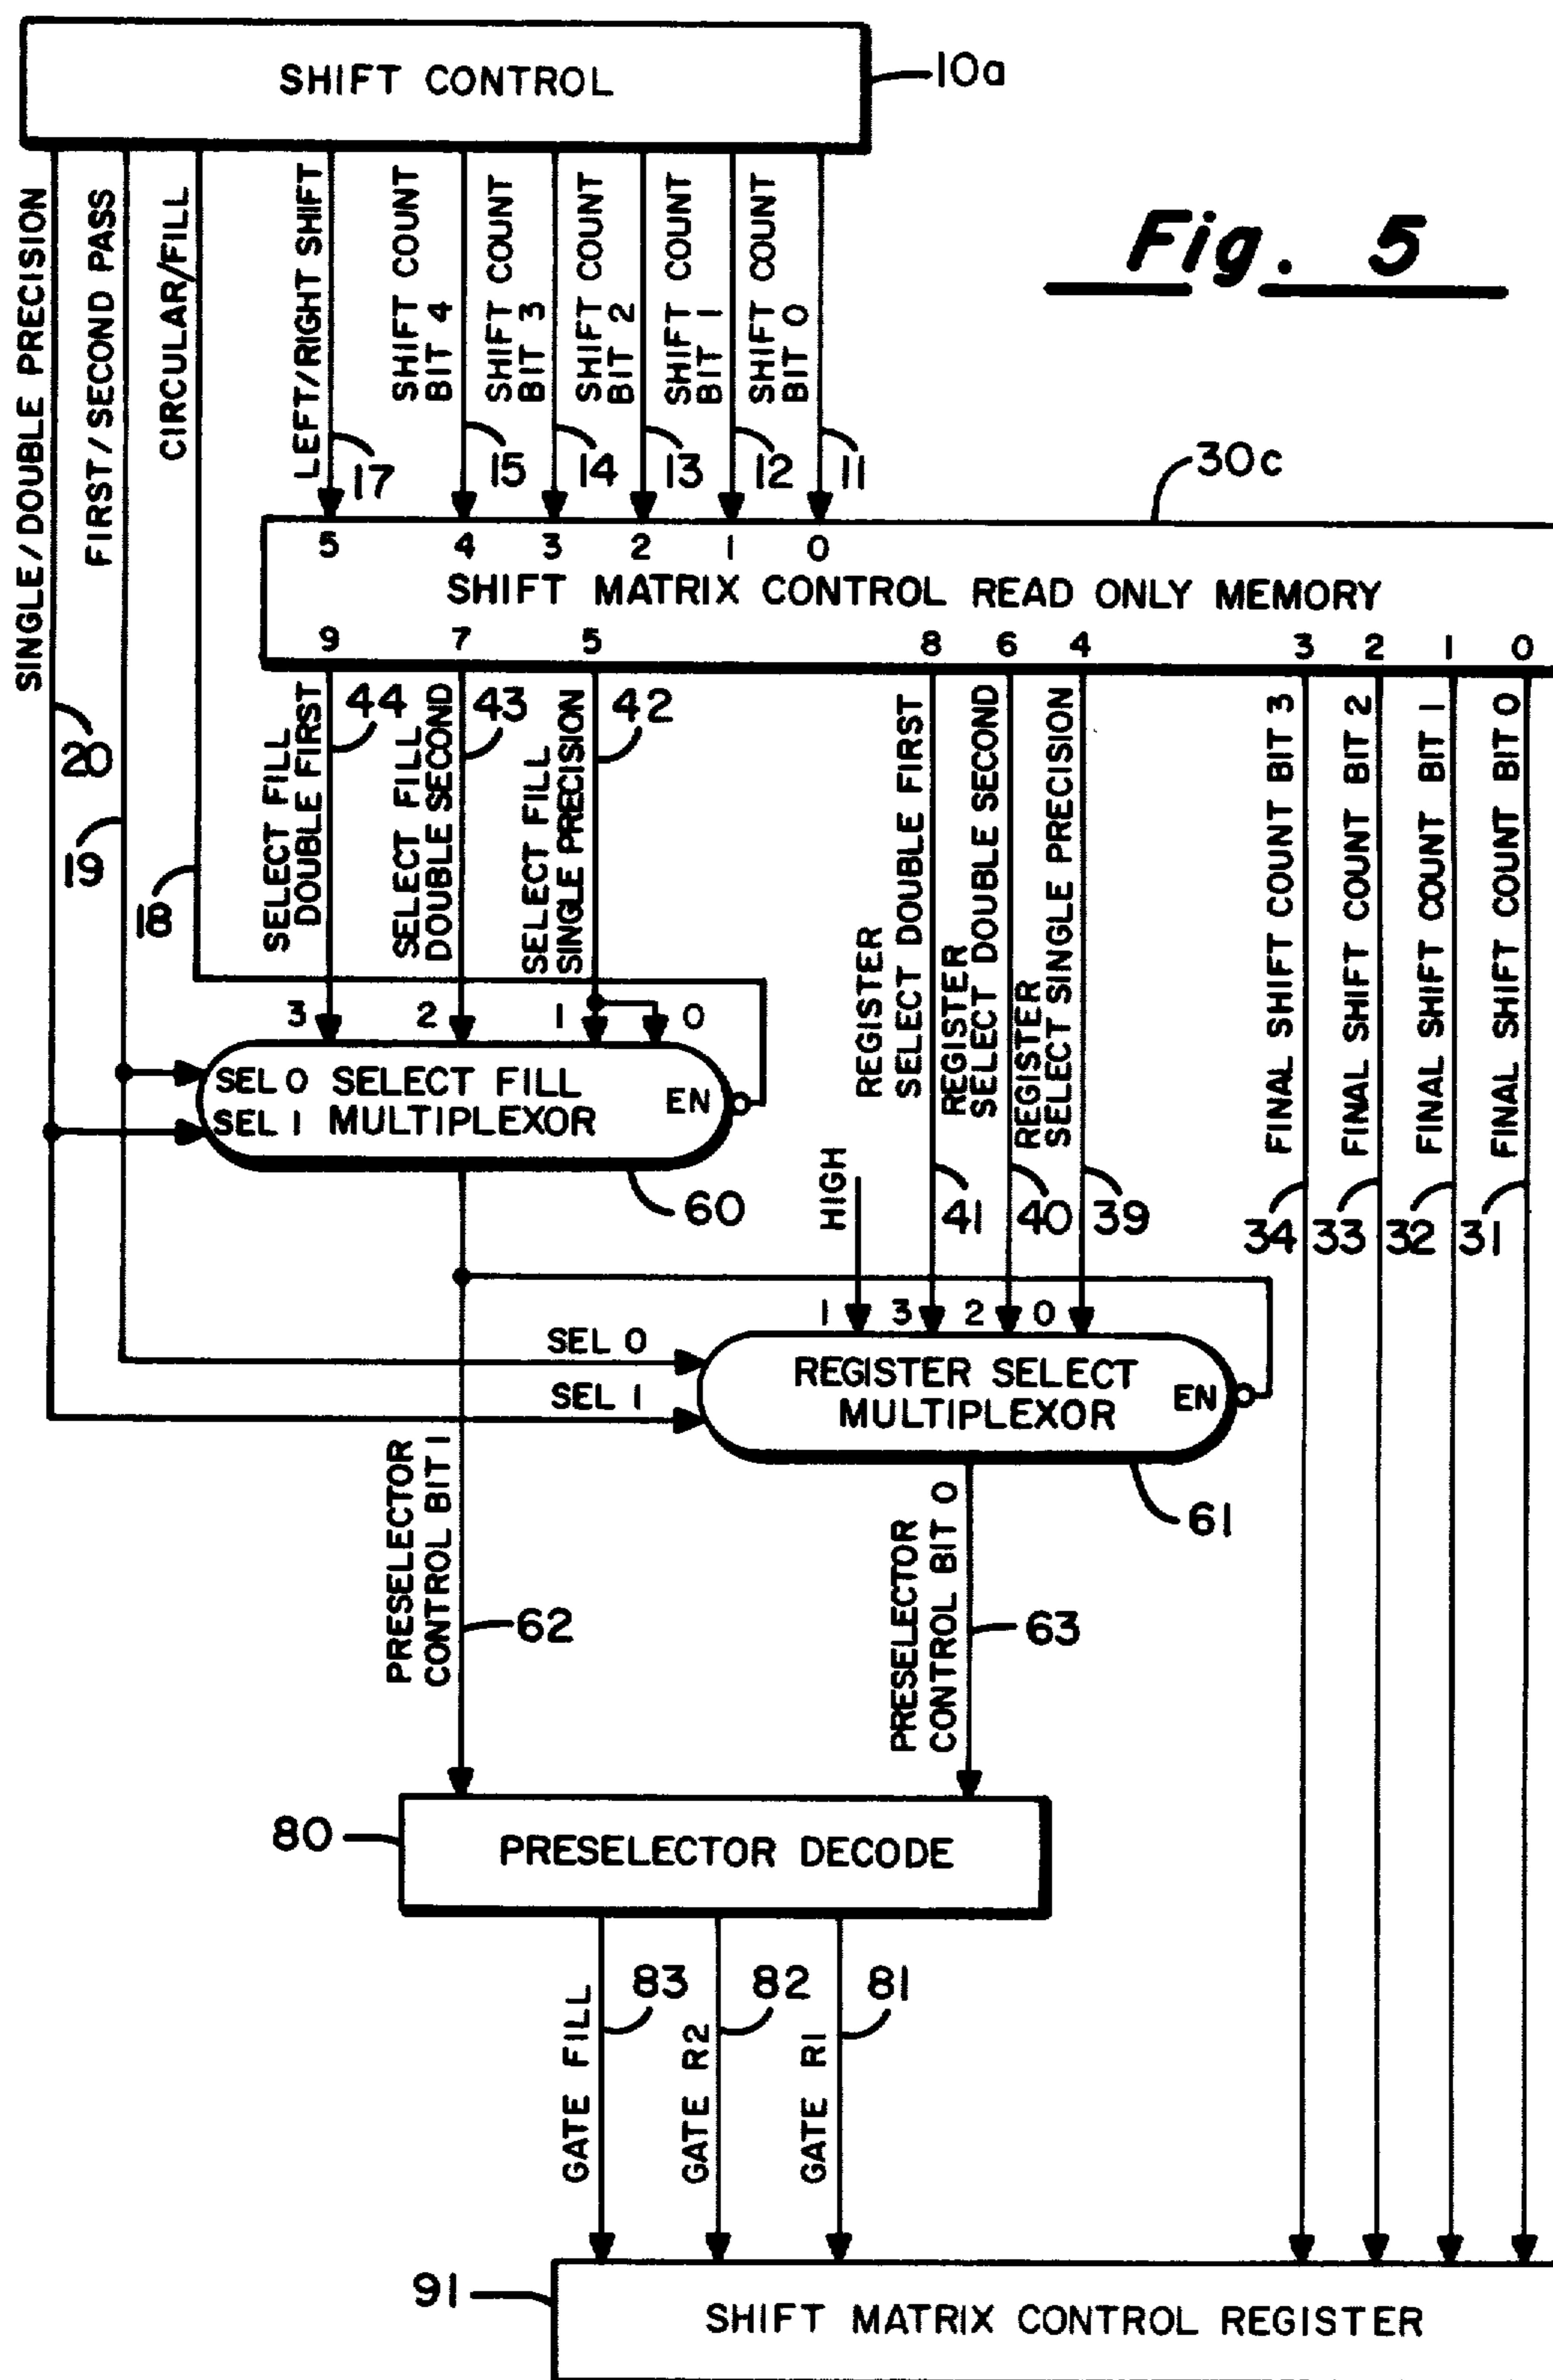 SHIFT CONTROL
10a
Fig. 5
SINGLE/DOUBLE PRECISION
FIRST/SECOND PASS
CIRCULAR/FILL
LEFT/RIGHT SHIFT
SHIFT COUNT
BIT 4
SHIFT COUNT
BIT 3
SHIFT COUNT
BIT 2
SHIFT COUNT
BIT 1
SHIFT COUNT
BIT 0
17
15
14
13
12
11
30c
5 4 3 2 1 0
SHIFT MATRIX CONTROL READ ONLY MEMORY
9 7 5 8 6 4 3 2 1 0
20
19
18
44
43
42
SELECT FILL
DOUBLE FIRST
SELECT FILL
DOUBLE SECOND
SELECT FILL
SINGLE PRECISION
REGISTER
SELECT DOUBLE FIRST
REGISTER
SELECT DOUBLE SECOND
REGISTER
SELECT SINGLE PRECISION
FINAL SHIFT COUNT BIT 3
FINAL SHIFT COUNT BIT 2
FINAL SHIFT COUNT BIT 1
FINAL SHIFT COUNT BIT 0
3 2 1 0
SEL 0 SELECT FILL
SEL 1 MULTIPLEXOR
EN
60
HIGH
41
40
39
34
33
32
31
1 3 2 0
SEL 0
SEL 1
REGISTER SELECT
MULTIPLEXOR
EN
61
PRESELECTOR
CONTROL BIT 1
62
PRESELECTOR
CONTROL BIT 0
63
80
PRESELECTOR DECODE
83
82
81
GATE FILL
GATE R2
GATE R1
91
SHIFT MATRIX CONTROL REGISTER